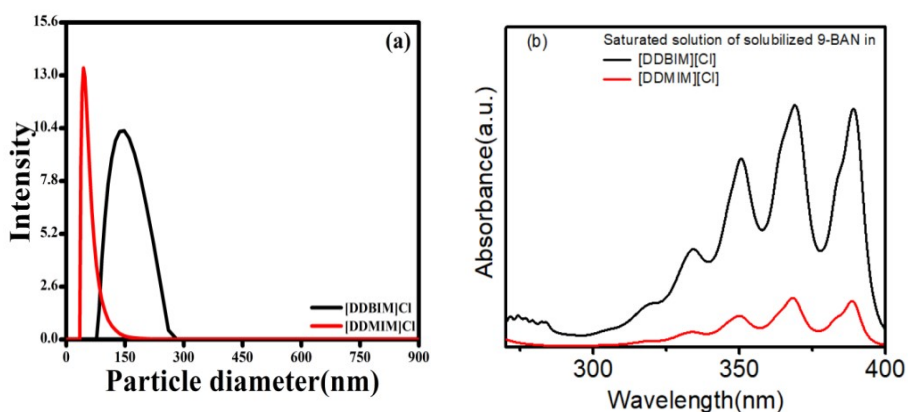 15.6
13.0
10.4
7.8
5.2
2.6
0.0
Intensity
(a)
[DDBIM]Cl
[DDMIM]Cl
0 150 300 450 600 750 900
Particle diameter(nm)
(b)
Saturated solution of solubilized 9-BAN in
[DDBIM][Cl]
[DDMIM][Cl]
Absorbance(a.u.)
300 350 400
Wavelength(nm)